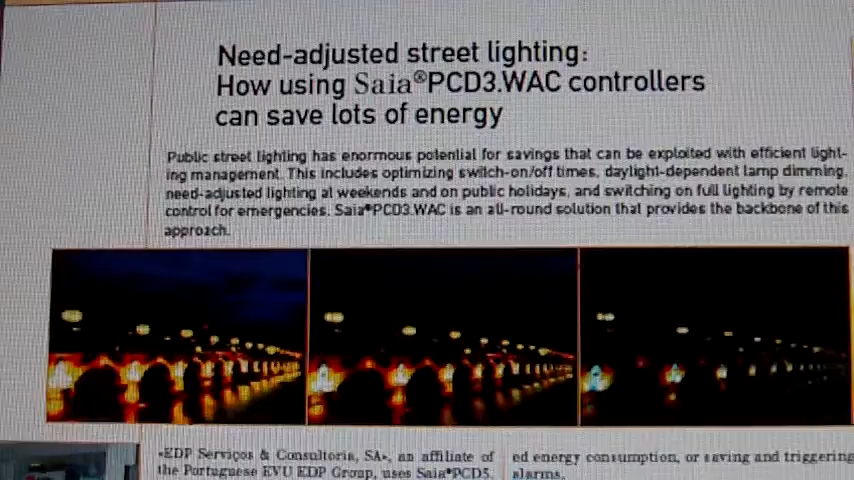 Need-adjusted street lighting:
How using Saia®PCD3.WAC controllers
can save lots of energy
Public street lighting has enormous potential for savings that can be exploited with efficient light-
ing management. This includes optimizing switch-on/off times, daylight-dependent lamp dimming,
need-adjusted lighting at weekends and on public holidays, and switching on full lighting by remote
control for emergencies. Saia®PCD3.WAC is an all-round solution that provides the backbone of this
approach.
«EDP Serviços & Consultoria, SA», an affiliate of
the Portuguese EVU EDP Group, uses Saia®PCD5.
ed energy consumption, or saving and triggering
alarms.